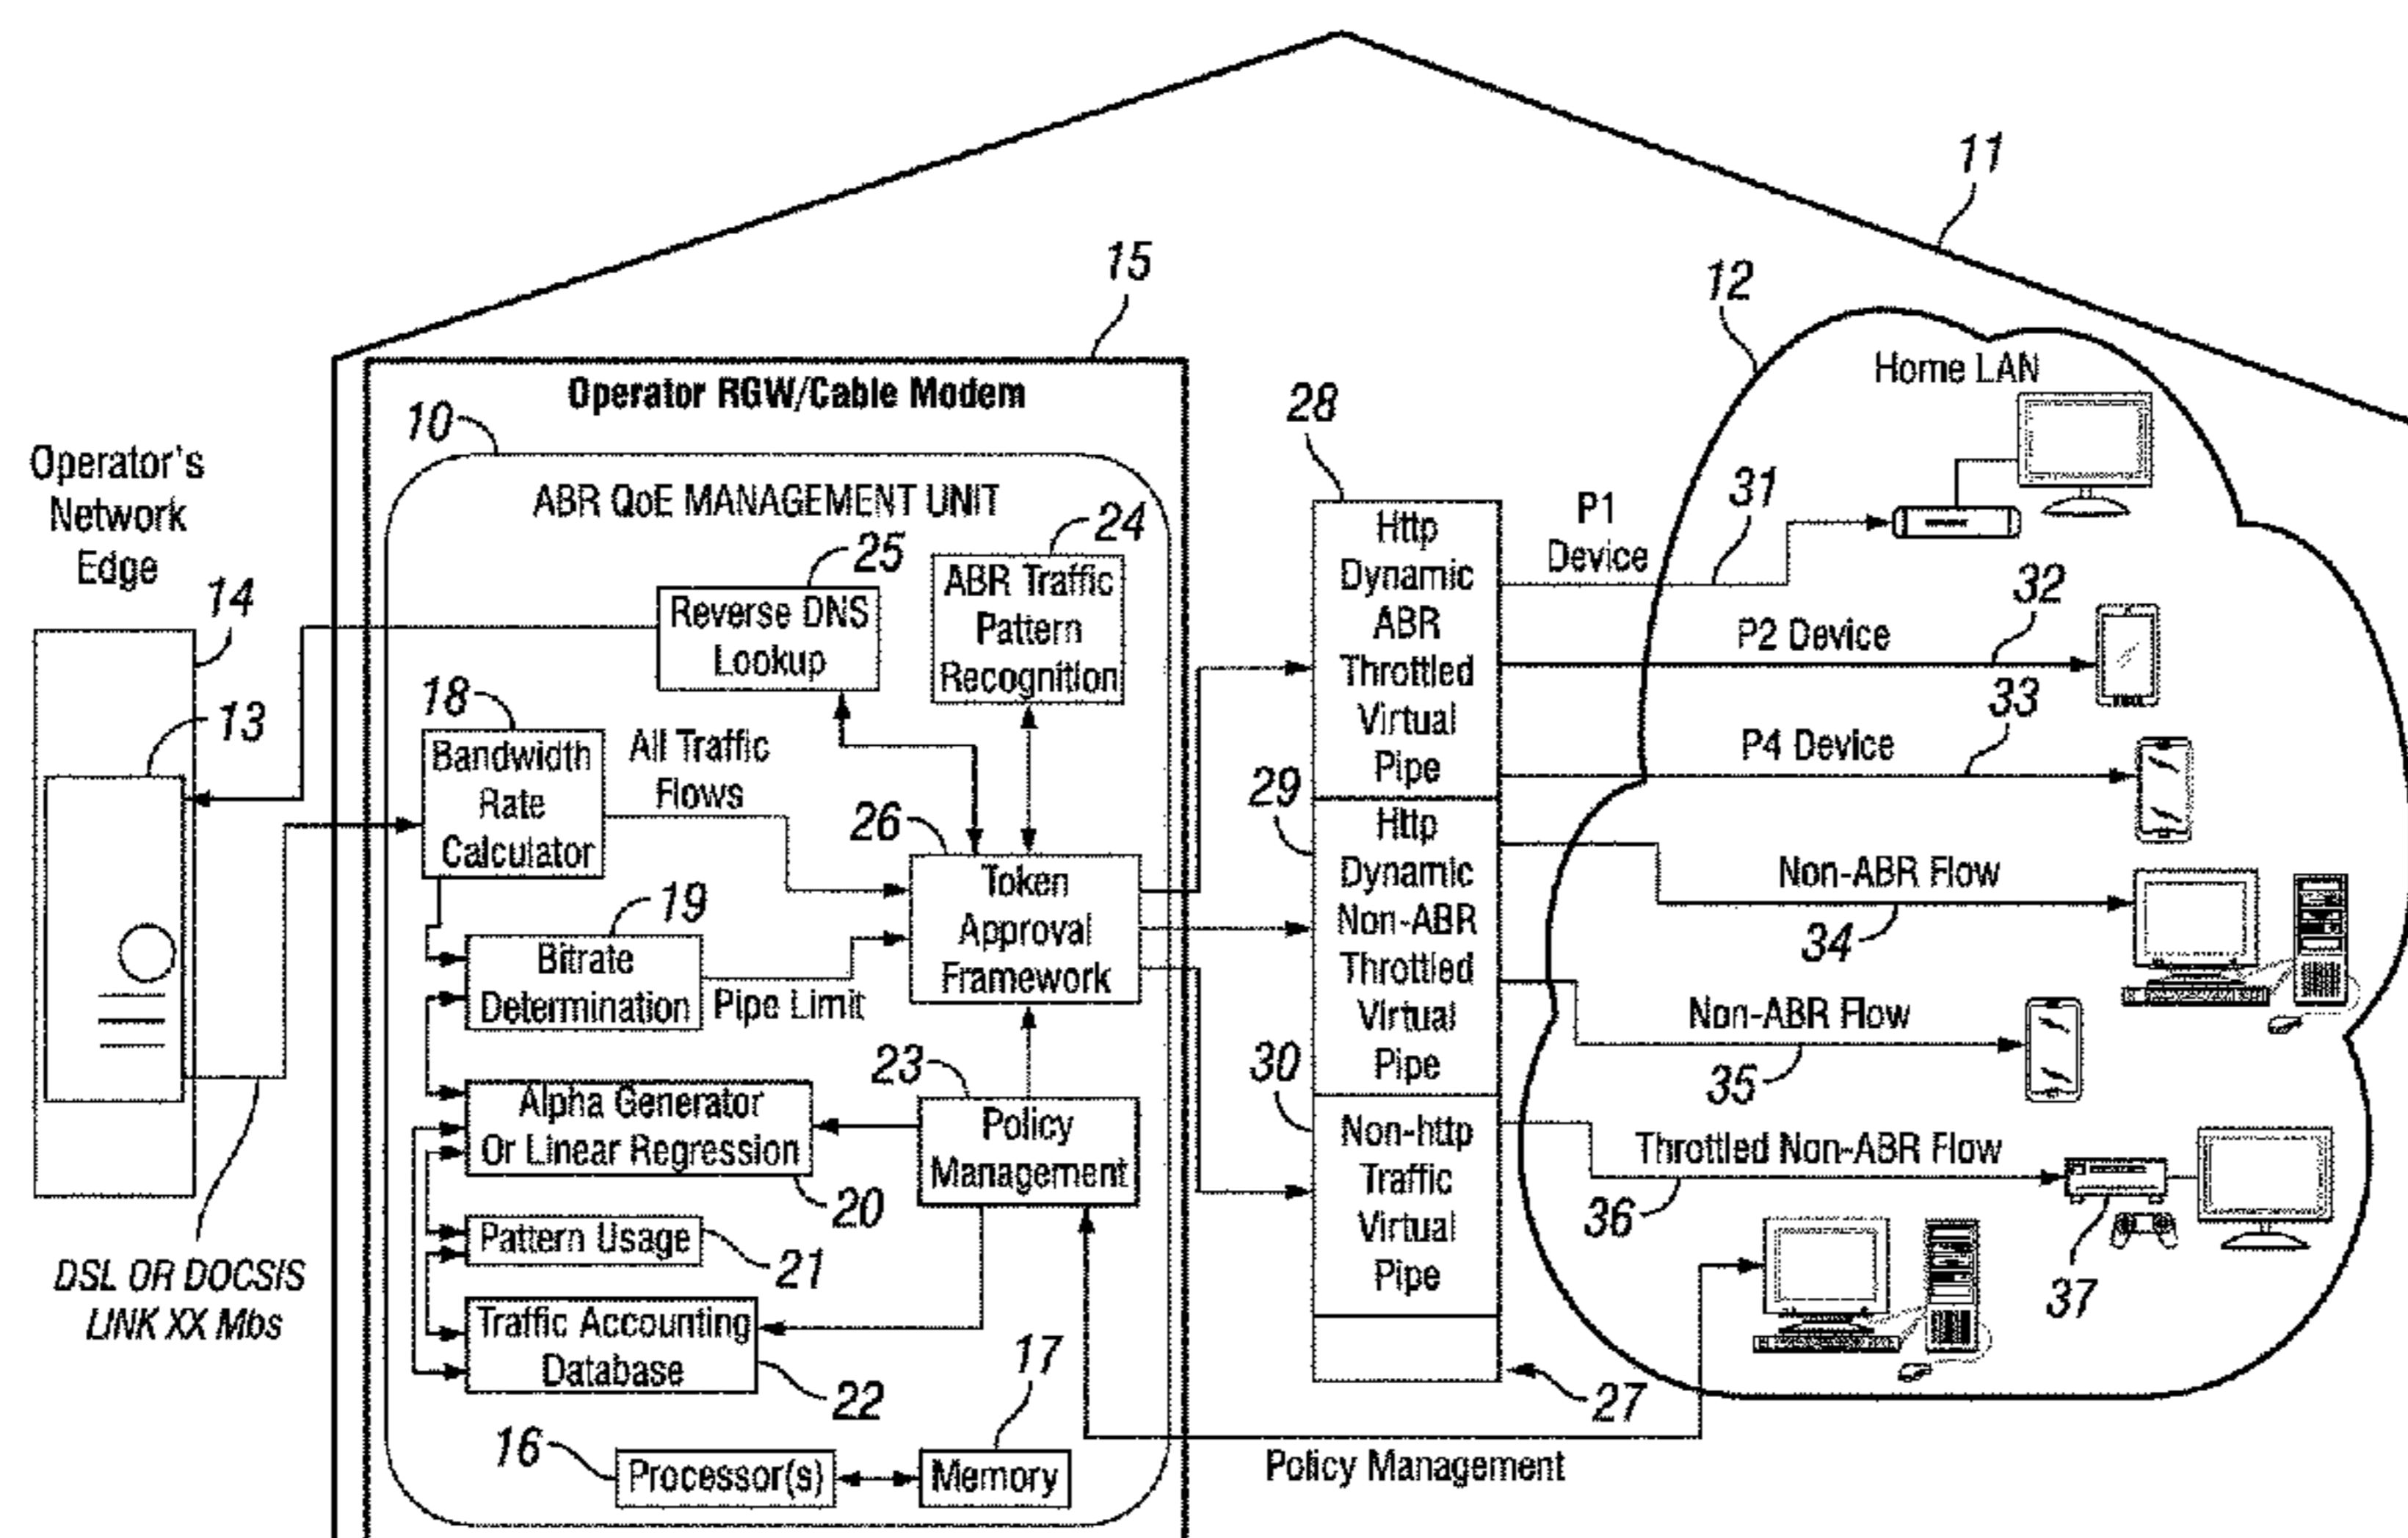 11
15
12
Operator RGW/Cable Modem
Home LAN
10
28
Operator's
Network
Edge
ABR QoE MANAGEMENT UNIT
24
25
14
13
Reverse DNS
Lookup
ABR Traffic
Pattern
Recognition
18
Bandwidth
Rate
Calculator
All Traffic
Flows
26
Token
Approval
Framework
19
Bitrate
Determination
Pipe Limit
23
Policy
Management
Alpha Generator
Or Linear Regression
20
Pattern Usage
21
Traffic Accounting
Database
22
17
16
Processor(s)
Memory
DSL OR DOCSIS
LINK XX Mbs
Http
Dynamic
ABR
Throttled
Virtual
Pipe
29
Http
Dynamic
Non-ABR
Throttled
Virtual
Pipe
30
Non-http
Traffic
Virtual
Pipe
27
P1
Device
31
P2 Device
32
33
P4 Device
Non-ABR Flow
34
Non-ABR Flow
35
Throttled Non-ABR Flow
36
37
Policy Management